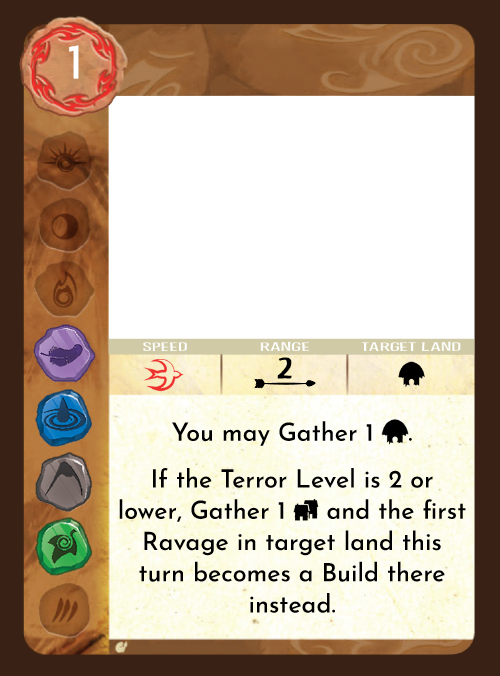 1
SPEED RANGE TARGET LAND
2
You may Gather 1 .
If the Terror Level is 2 or
lower, Gather 1 and the first
Ravage in target land this
turn becomes a Build there
instead.